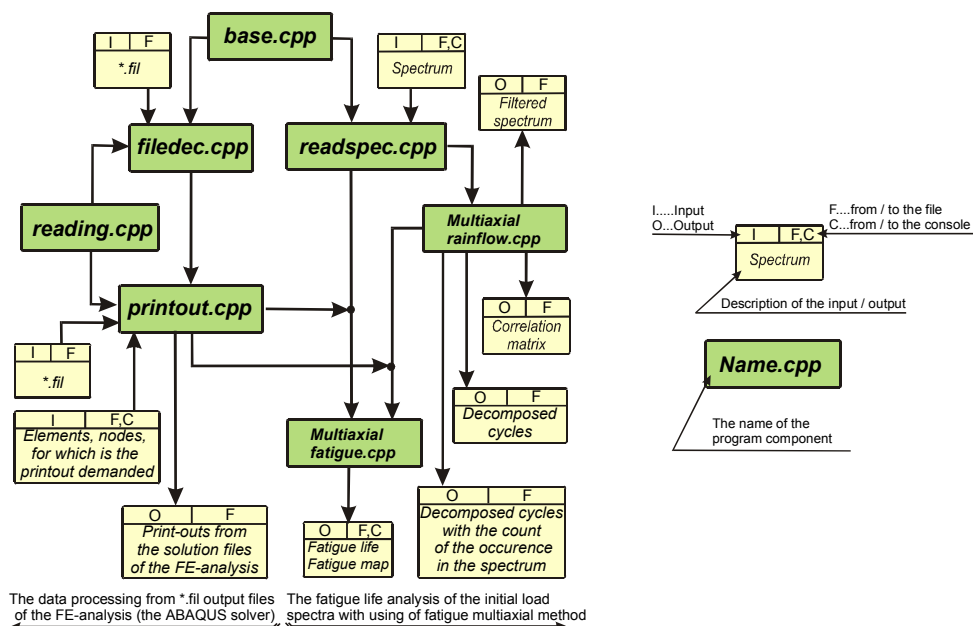 base.cpp
I F
*.fil
I F,C
Spectrum
O F
Filtered
spectrum
filedec.cpp
readspec.cpp
reading.cpp
Multiaxial
rainflow.cpp
printout.cpp
O F
Correlation
matrix
I F
*.fil
I F,C
Elements, nodes,
for which is the
printout demanded
O F
Decomposed
cycles
Multiaxial
fatigue.cpp
O F
Print-outs from
the solution files
of the FE-analysis
O F,C
Fatigue life
Fatigue map
O F
Decomposed cycles
with the count
of the occurence
in the spectrum
The data processing from *.fil output files
of the FE-analysis (the ABAQUS solver)
The fatigue life analysis of the initial load
spectra with using of fatigue multiaxial method
I.....Input
O...Output
F....from / to the file
C...from / to the console
I F,C
Spectrum
Description of the input / output
Name.cpp
The name of the
program component